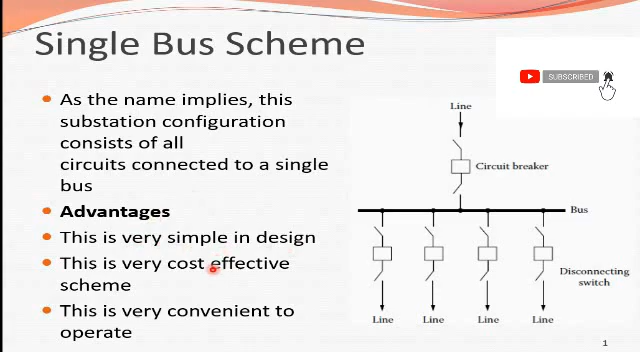 Single Bus Scheme
SUBSCRIBED
As the name implies, this
substation configuration
consists of all
circuits connected to a single
bus
Advantages
This is very simple in design
This is very cost effective
scheme
This is very convenient to
operate
Line
Circuit breaker
Bus
Disconnecting
switch
Line
Line
Line
Line
1